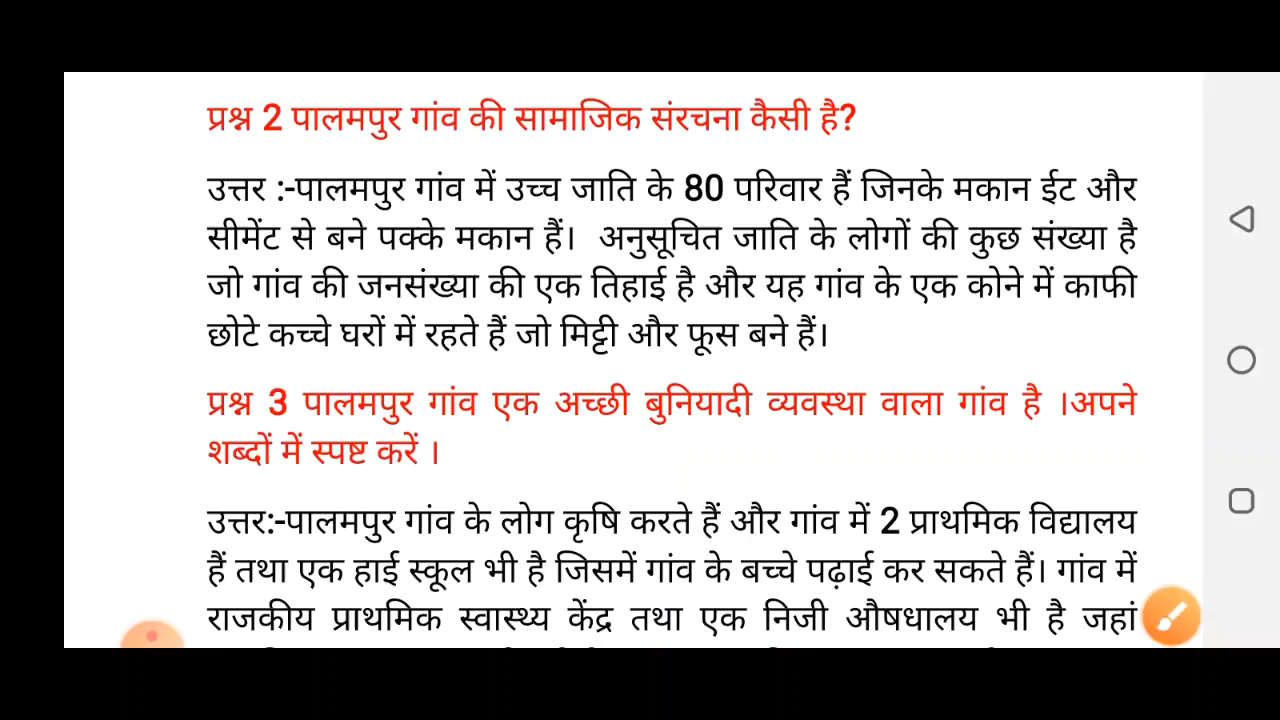 प्रश्न 2 पालमपुर गांव की सामाजिक संरचना कैसी है?
उत्तर :-पालमपुर गांव में उच्च जाति के 80 परिवार हैं जिनके मकान ईट और
सीमेंट से बने पक्के मकान हैं। अनुसूचित जाति के लोगों की कुछ संख्या है
जो गांव की जनसंख्या की एक तिहाई है और यह गांव के एक कोने में काफी
छोटे कच्चे घरों में रहते हैं जो मिट्टी और फूस बने हैं।
प्रश्न 3 पालमपुर गांव एक अच्छी बुनियादी व्यवस्था वाला गांव है ।अपने
शब्दों में स्पष्ट करें ।
उत्तर:-पालमपुर गांव के लोग कृषि करते हैं और गांव में 2 प्राथमिक विद्यालय
हैं तथा एक हाई स्कूल भी है जिसमें गांव के बच्चे पढ़ाई कर सकते हैं। गांव में
राजकीय प्राथमिक स्वास्थ्य केंद्र तथा एक निजी औषधालय भी है जहां